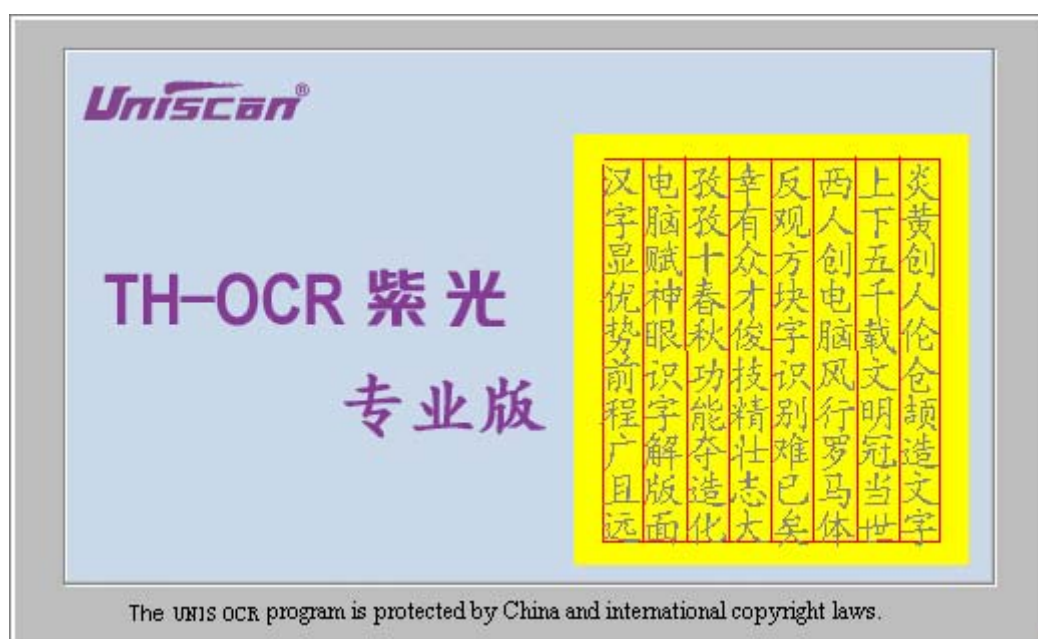 Uniscan®
TH-OCR 紫光
专业版
炎黄创人伦仓颉造文字
上下五千载文明冠当世
西人创电脑风行罗马体
反观方块字识别难已矣
幸有众才俊技精壮志大
孜孜十春秋功能夺造化
电脑赋神眼识字解版面
汉字显优势前程广且远
The UNIS OCR program is protected by China and international copyright laws.